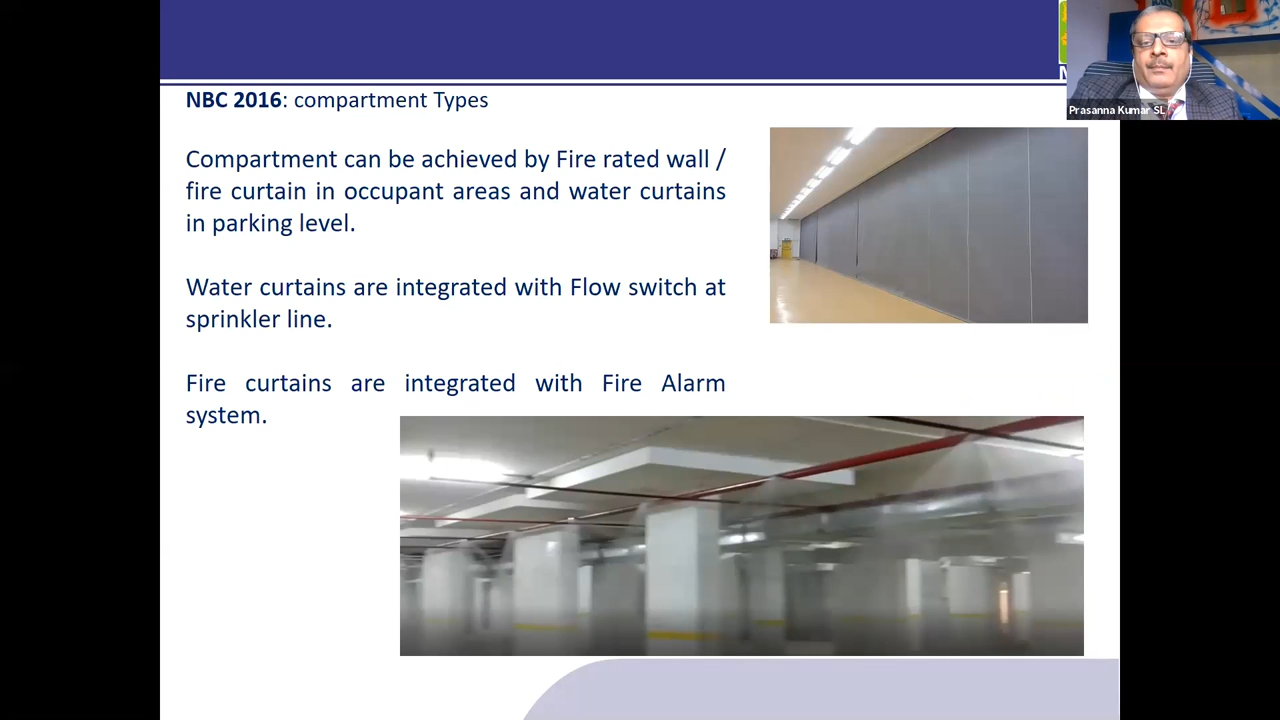 NBC 2016: compartment Types
Compartment can be achieved by Fire rated wall /
fire curtain in occupant areas and water curtains
in parking level.
Water curtains are integrated with Flow switch at
sprinkler line.
Fire curtains are integrated with Fire Alarm
system.
Prasanna Kumar SL